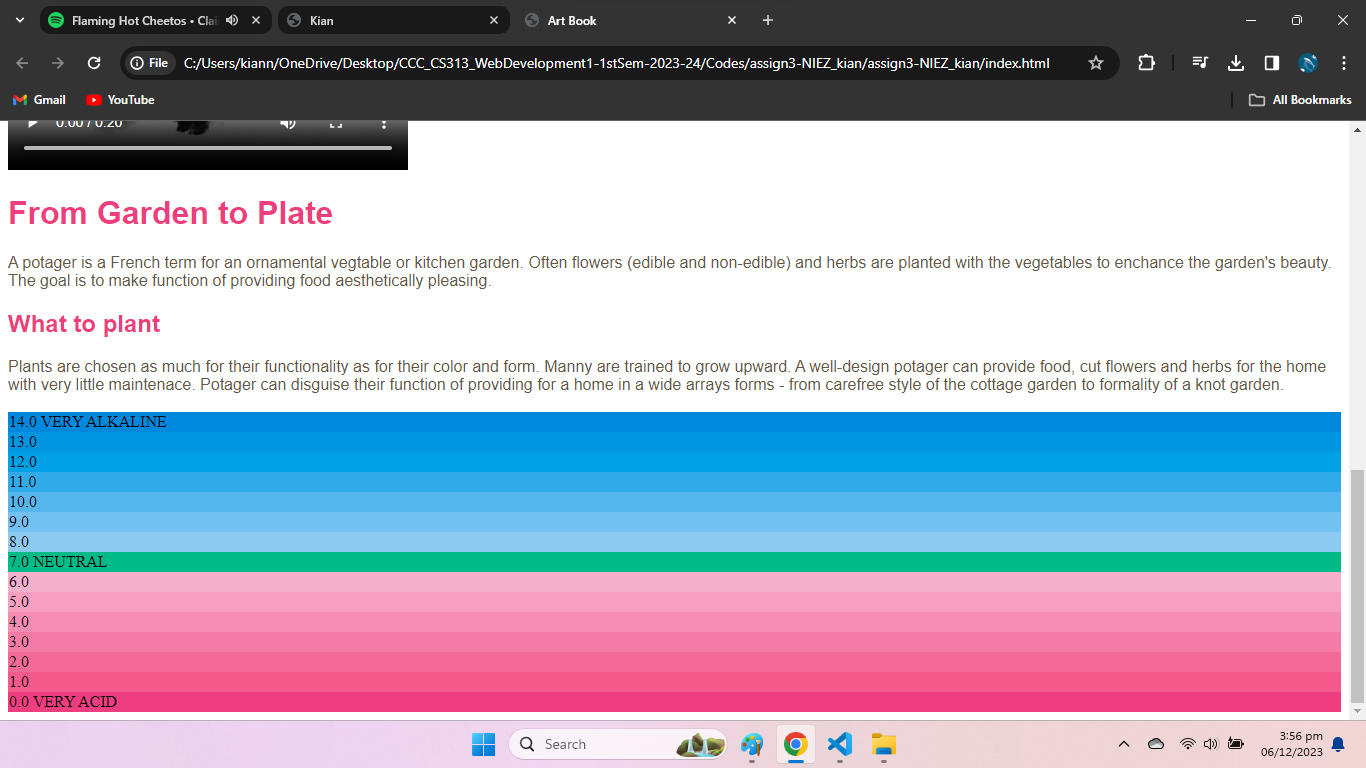 Flaming Hot Cheetos • Clai
Kian
Art Book
File
C:/Users/kiann/OneDrive/Desktop/CCC_CS313_WebDevelopment1-1stSem-2023-24/Codes/assign3-NIEZ_kian/assign3-NIEZ_kian/index.html
Gmail
YouTube
All Bookmarks
0:00 / 0:20
From Garden to Plate
A potager is a French term for an ornamental vegtable or kitchen garden. Often flowers (edible and non-edible) and herbs are planted with the vegetables to enchance the garden's beauty.
The goal is to make function of providing food aesthetically pleasing.
What to plant
Plants are chosen as much for their functionality as for their color and form. Manny are trained to grow upward. A well-design potager can provide food, cut flowers and herbs for the home
with very little maintenace. Potager can disguise their function of providing for a home in a wide arrays forms - from carefree style of the cottage garden to formality of a knot garden.
14.0 VERY ALKALINE
13.0
12.0
11.0
10.0
9.0
8.0
7.0 NEUTRAL
6.0
5.0
4.0
3.0
2.0
1.0
0.0 VERY ACID
Search
3:56 pm
06/12/2023